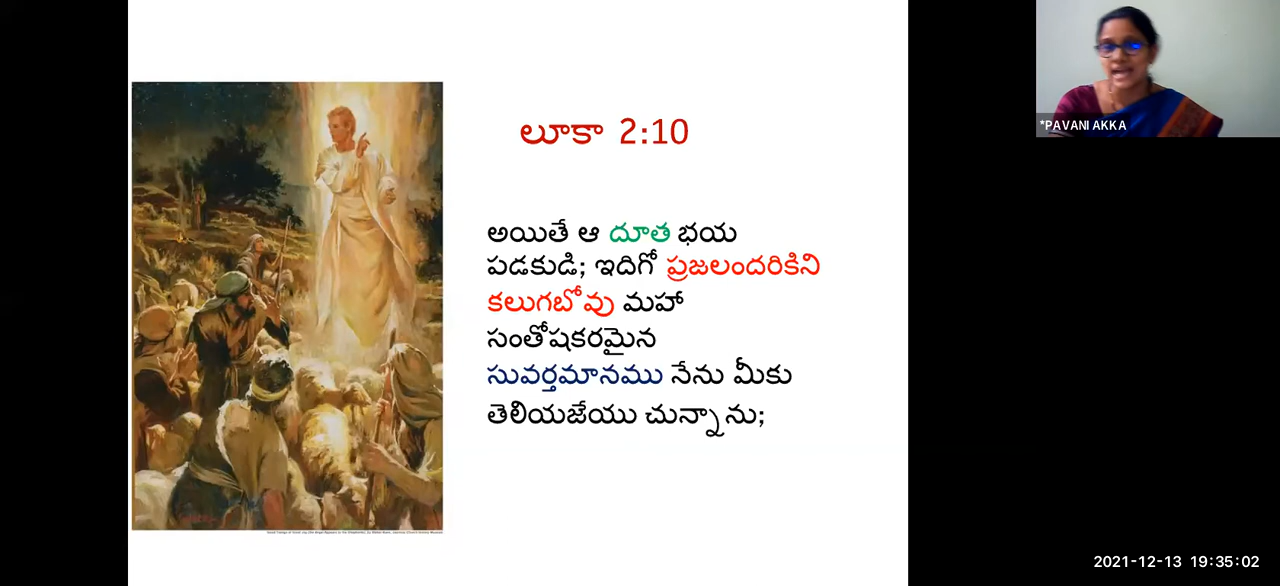 లూకా 2:10
అయితే ఆ దూత భయ
పడకుడి; ఇదిగో ప్రజలందరికిని
కలుగబోవు మహా
సంతోషకరమైన
సువర్తమానము నేను మీకు
తెలియజేయు చున్నాను;
*PAVANI AKKA
2021-12-13 19:35:02